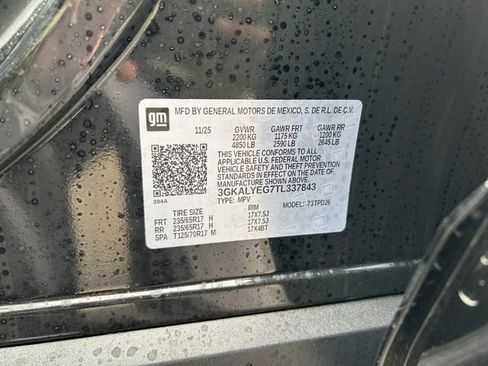 gm
MFD BY GENERAL MOTORS DE MEXICO, S. DE R.L. DE C.V.
11/25 GVWR GAWR FRT GAWR RR
2200 KG 1175 KG 1200 KG
4850 LB 2590 LB 2645 LB
THIS VEHICLE CONFORMS TO ALL
APPLICABLE U.S. FEDERAL MOTOR
VEHICLE SAFETY AND THEFT PREVENTION
STANDARDS IN EFFECT ON THE DATE OF
MANUFACTURE SHOWN ABOVE.
3GKALYEG7TL337843
384A TYPE: MPV MODEL: 73TPD26
TIRE SIZE RIM
FRT 235/65R17 H 17X7.5J
RR 235/65R17 H 17X7.5J
SPA T125/70R17 M 17X4BT